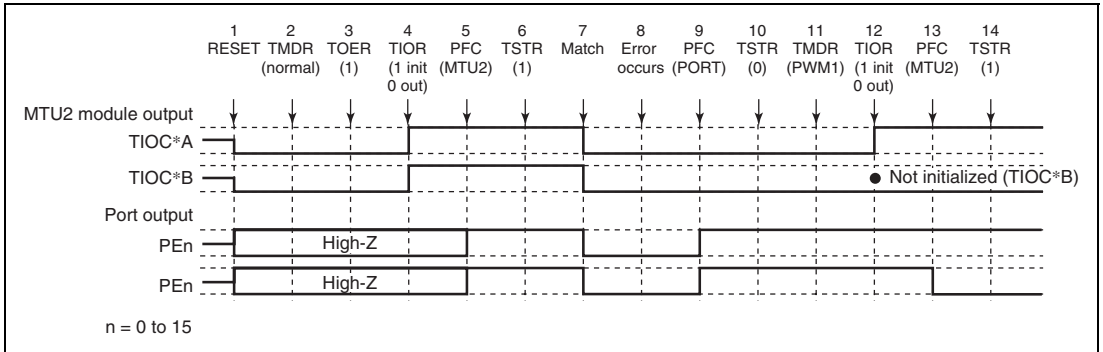 1 2 3 4 5 6 7 8 9 10 11 12 13 14
RESET TMDR TOER TIOR PFC TSTR Match Error PFC TSTR TMDR TIOR PFC TSTR
(normal) (1) (1 init (MTU2) (1) occurs (PORT) (0) (PWM1) (1 init (MTU2) (1)
0 out) 0 out)
MTU2 module output
TIOC*A
TIOC*B ● Not initialized (TIOC*B)
Port output
PEn High-Z
PEn High-Z
n = 0 to 15